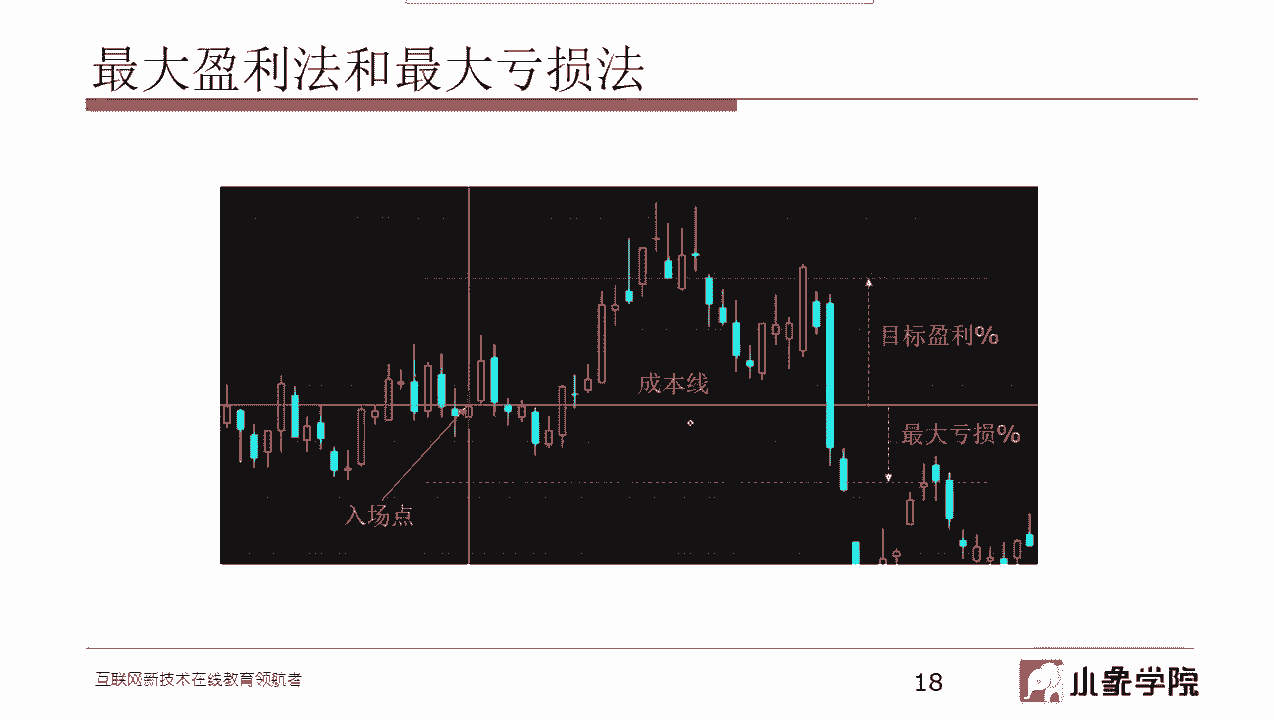 最大盈利法和最大亏损法
目标盈利%
成本线
最大亏损%
入场点
互联网新技术在线教育领航者
18
小象学院